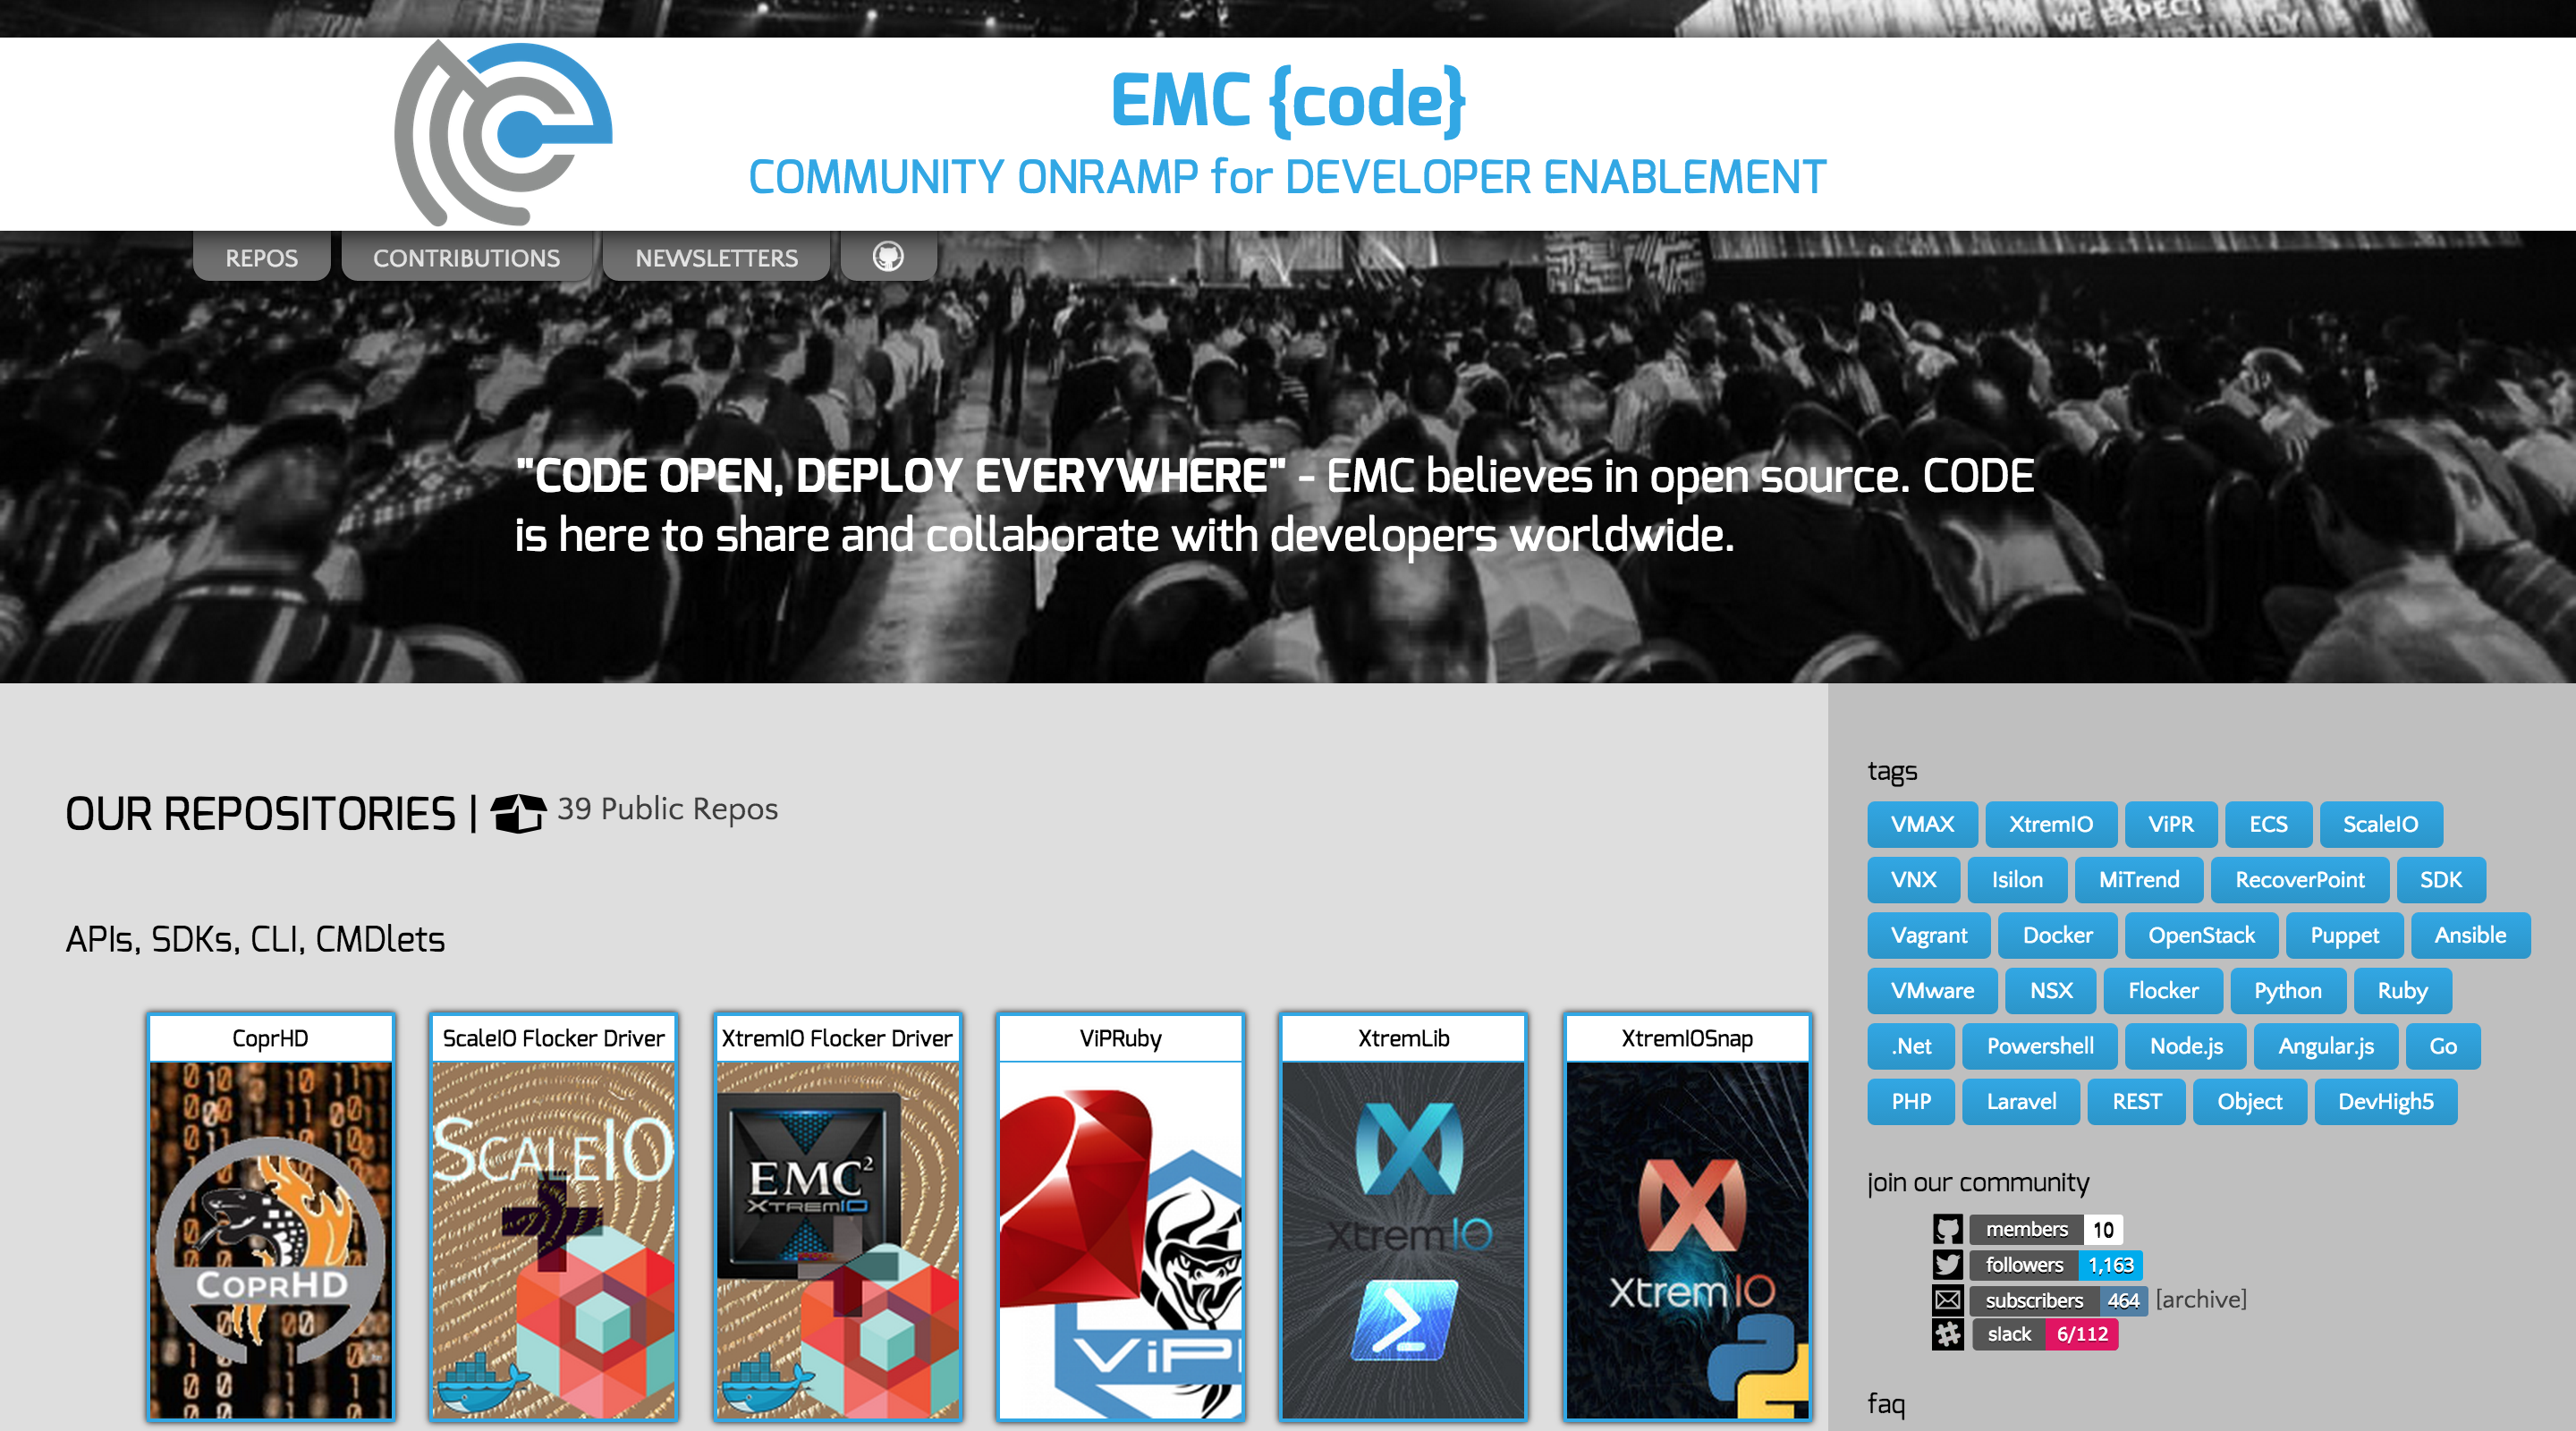 WE EXPECT
VIRTUALLY
EMC {code}
COMMUNITY ONRAMP for DEVELOPER ENABLEMENT
REPOS CONTRIBUTIONS NEWSLETTERS
"CODE OPEN, DEPLOY EVERYWHERE" - EMC believes in open source. CODE
is here to share and collaborate with developers worldwide.
OUR REPOSITORIES | 39 Public Repos
APIs, SDKs, CLI, CMDlets
CoprHD
COPRHD
ScaleIO Flocker Driver
SCALEIO
XtremIO Flocker Driver
EMC²
XTREMIO
ViPRuby
XtremLib
XtremIO
XtremIOSnap
XtremIO
tags
VMAX XtremIO ViPR ECS ScaleIO
VNX Isilon MiTrend RecoverPoint SDK
Vagrant Docker OpenStack Puppet Ansible
VMware NSX Flocker Python Ruby
.Net Powershell Node.js Angular.js Go
PHP Laravel REST Object DevHigh5
join our community
members 10
followers 1,163
subscribers 464 [archive]
slack 6/112
faq